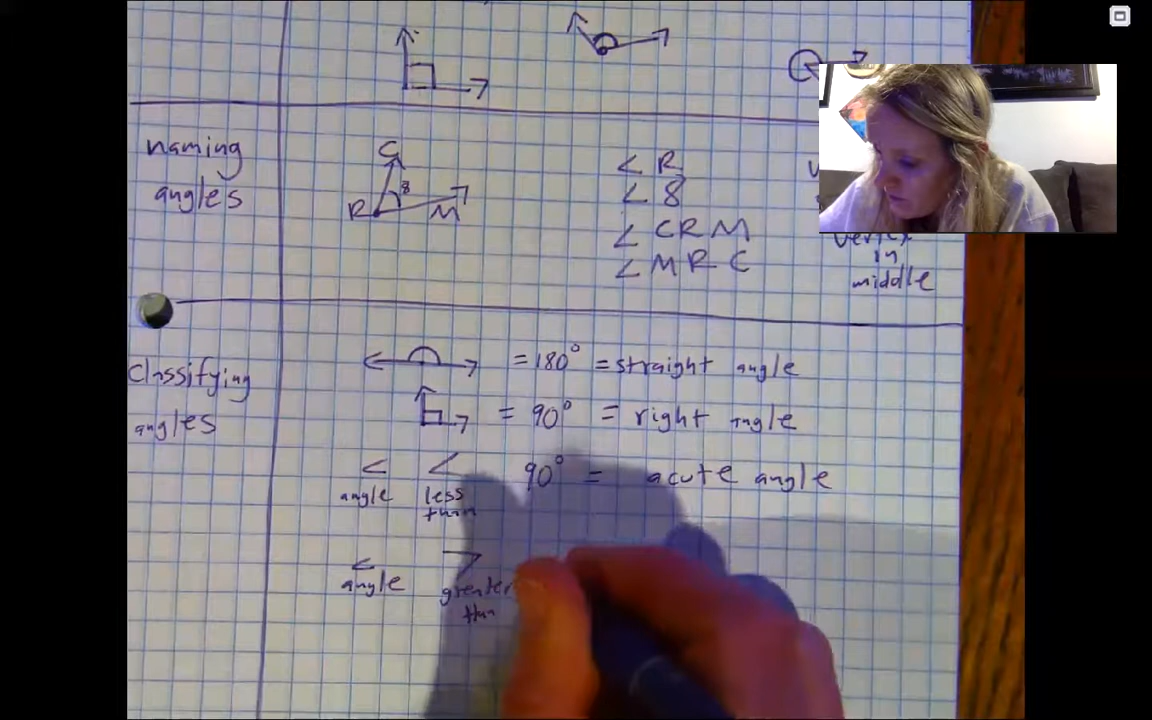 naming
angles
C
8
R
M
< R
< 8
< CRM
< MRC
vertex
in
middle
Classifying
angles
= 180° = straight angle
= 90° = right angle
< < 90° = acute angle
angle less
than
< >
angle greater
than